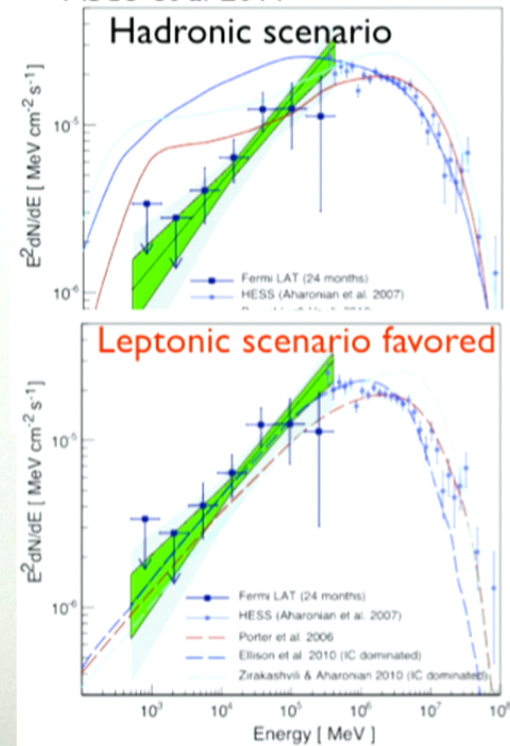 Hadronic scenario
E²dN/dE [ MeV cm⁻² s⁻¹ ]
10⁻⁵
10⁻⁶
Fermi LAT (24 months)
HESS (Aharonian et al. 2007)
Leptonic scenario favored
E²dN/dE [ MeV cm⁻² s⁻¹ ]
10⁻⁵
10⁻⁶
Fermi LAT (24 months)
HESS (Aharonian et al. 2007)
Porter et al. 2006
Ellison et al. 2010 (IC dominated)
Zirakashvili & Aharonian 2010 (IC dominated)
10³ 10⁴ 10⁵ 10⁶ 10⁷ 10⁸
Energy [ MeV ]